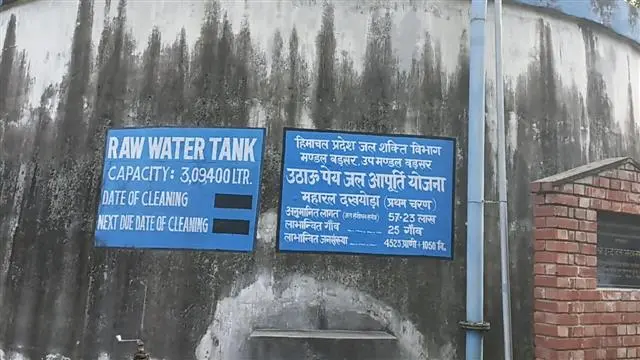 RAW WATER TANK
CAPACITY: 3,09400 LTR.
DATE OF CLEANING
NEXT DUE DATE OF CLEANING
हिमाचल प्रदेश जल शक्ति विभाग
मण्डल बड़सर, उप मण्डल बड़सर
उठाऊ पेय जल आपूर्ति योजना
महारल दखयोड़ा (प्रथम चरण)
अनुमानित लागत 57-23 लाख
लाभान्वित गाँव 25 गाँव
लाभान्वित जनसंख्या 4523 प्राणी + 1050 वि.